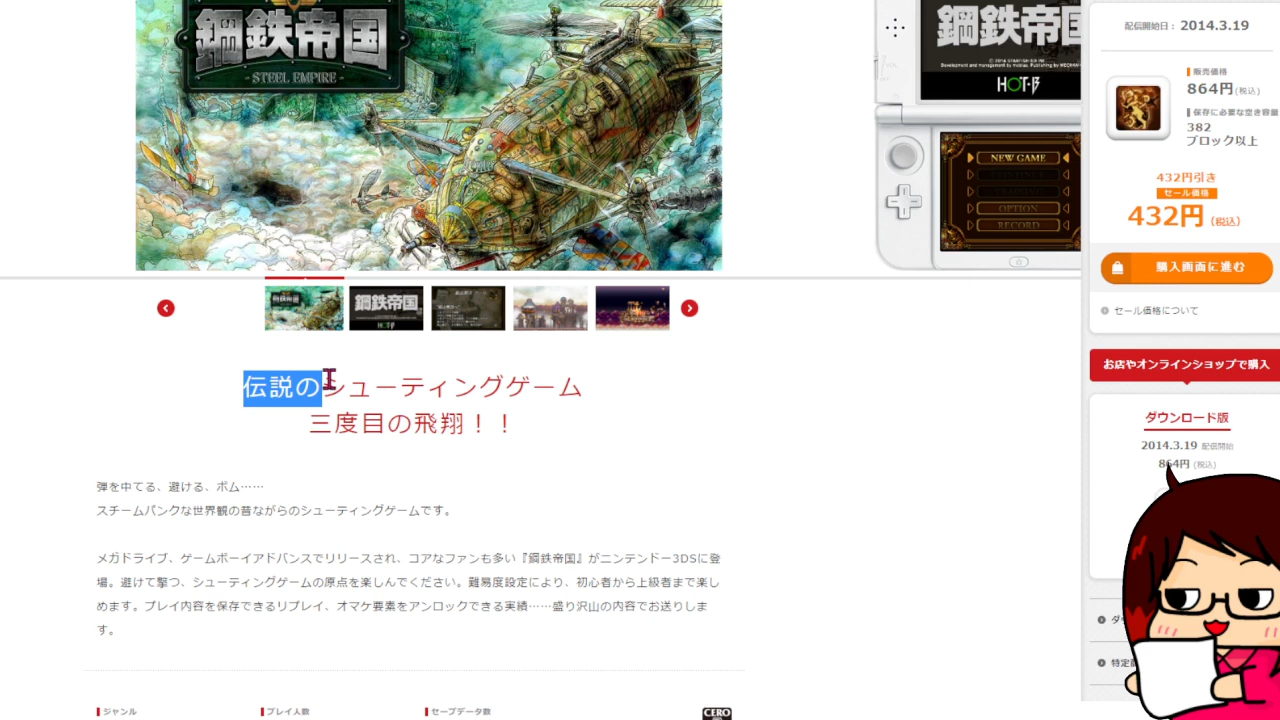 鋼鉄帝国
- STEEL EMPIRE -
鋼鉄帝国
HOT·B
NEW GAME
OPTION
RECORD
配信開始日： 2014.3.19
販売価格
864円(税込)
保存に必要な空き容量
382
ブロック以上
432円引き
セール価格
432円(税込)
購入画面に進む
セール価格について
お店やオンラインショップで購入
ダウンロード版
2014.3.19 配信開始
864円 (税込)
鋼鉄帝国
鋼鉄帝国
HOT·B
伝説のシューティングゲーム
三度目の飛翔！！
弾を中てる、避ける、ボム……
スチームパンクな世界観の昔ながらのシューティングゲームです。
メガドライブ、ゲームボーイアドバンスでリリースされ、コアなファンも多い『鋼鉄帝国』がニンテンドー3DSに登
場。避けて撃つ、シューティングゲームの原点を楽しんでください。難易度設定により、初心者から上級者まで楽し
めます。プレイ内容を保存できるリプレイ、オマケ要素をアンロックできる実績……盛り沢山の内容でお送りしま
す。
ダ
特定
ジャンル
プレイ人数
セーブデータ数
CERO